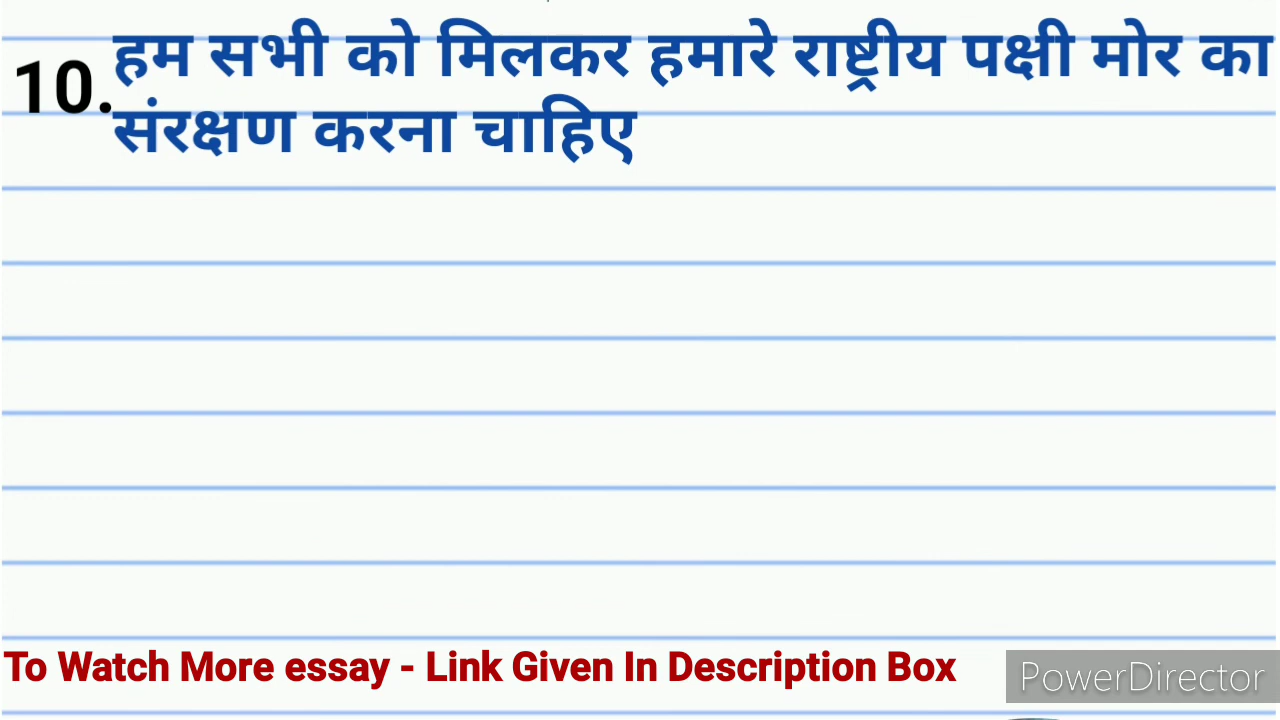 10. हम सभी को मिलकर हमारे राष्ट्रीय पक्षी मोर का
संरक्षण करना चाहिए
To Watch More essay - Link Given In Description Box
PowerDirector